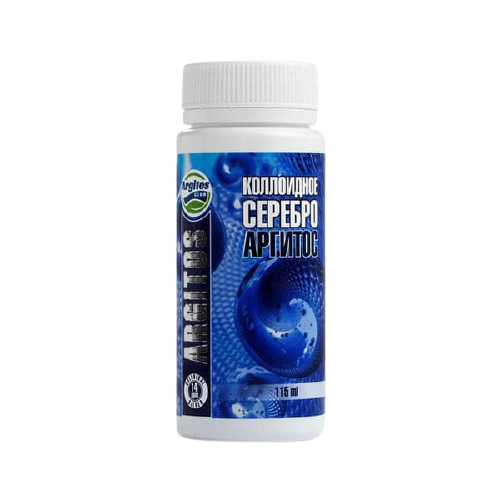 Argitos
КОЛЛОИДНОЕ
СЕРЕБРО
АРГИТОС
ARGITOS
115 ml